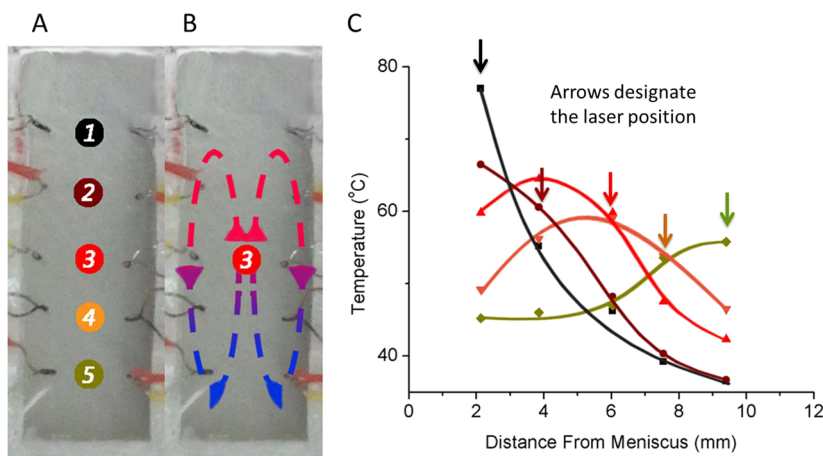 A
B
C
1
2
3
4
5
3
Arrows designate
the laser position
Temperature (°C)
80
60
40
0
2
4
6
8
10
12
Distance From Meniscus (mm)